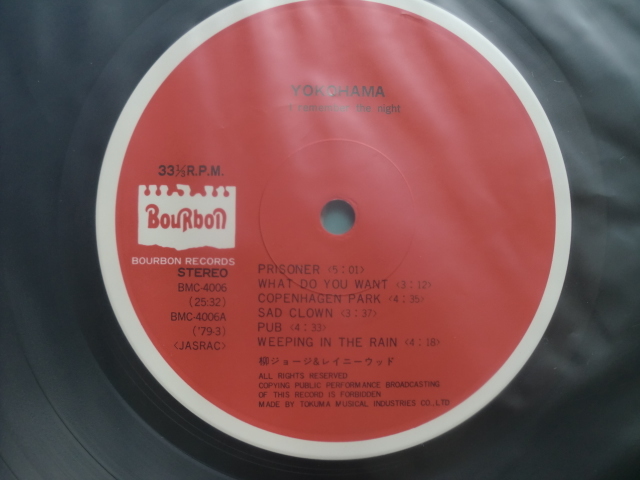 YOKOHAMA
remember the night
33⅓R.P.M.
BouRboN
BOURBON RECORDS
STEREO
BMC-4006
(25:32)
BMC-4006A
('79·3)
<JASRAC>
PRISONER <5:01>
WHAT DO YOU WANT <3:12>
COPENHAGEN PARK <4:35>
SAD CLOWN <3:37>
PUB <4:33>
WEEPING IN THE RAIN <4:18>
柳ジョージ&レイニーウッド
ALL RIGHTS RESERVED
COPYING PUBLIC PERFORMANCE BROADCASTING
OF THIS RECORD IS FORBIDDEN
MADE BY TOKUMA MUSICAL INDUSTRIES CO.,LTD